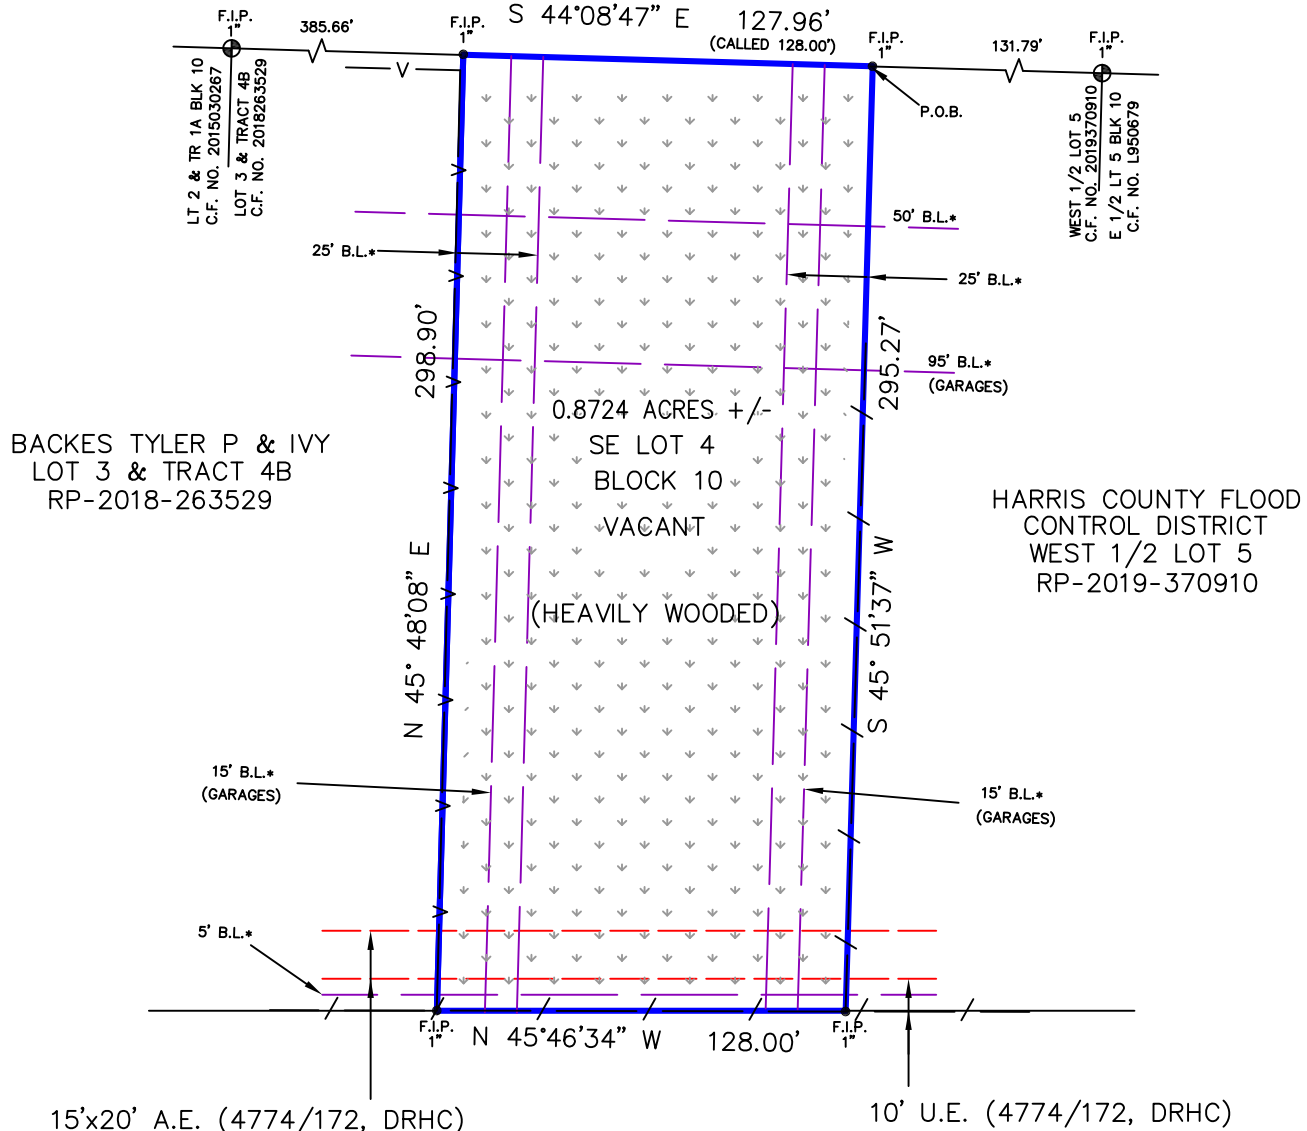 S 44°08'47" E 127.96'
(CALLED 128.00')
F.I.P.
1"
385.66'
F.I.P.
1"
F.I.P.
1"
131.79'
F.I.P.
1"
P.O.B.
LT 2 & TR 1A BLK 10
C.F. NO. 2015030267
LOT 3 & TRACT 4B
C.F. NO. 2018263529
WEST 1/2 LOT 5
C.F. NO. 2019370910
E 1/2 LT 5 BLK 10
C.F. NO. L950679
V
50' B.L.*
25' B.L.*
25' B.L.*
298.90'
295.27'
95' B.L.*
(GARAGES)
0.8724 ACRES +/-
SE LOT 4
BLOCK 10
VACANT
(HEAVILY WOODED)
BACKES TYLER P & IVY
LOT 3 & TRACT 4B
RP-2018-263529
HARRIS COUNTY FLOOD
CONTROL DISTRICT
WEST 1/2 LOT 5
RP-2019-370910
N 45° 48'08" E
S 45° 51'37" W
15' B.L.*
(GARAGES)
15' B.L.*
(GARAGES)
5' B.L.*
F.I.P.
1"
N 45°46'34" W 128.00'
F.I.P.
1"
15'x20' A.E. (4774/172, DRHC)
10' U.E. (4774/172, DRHC)